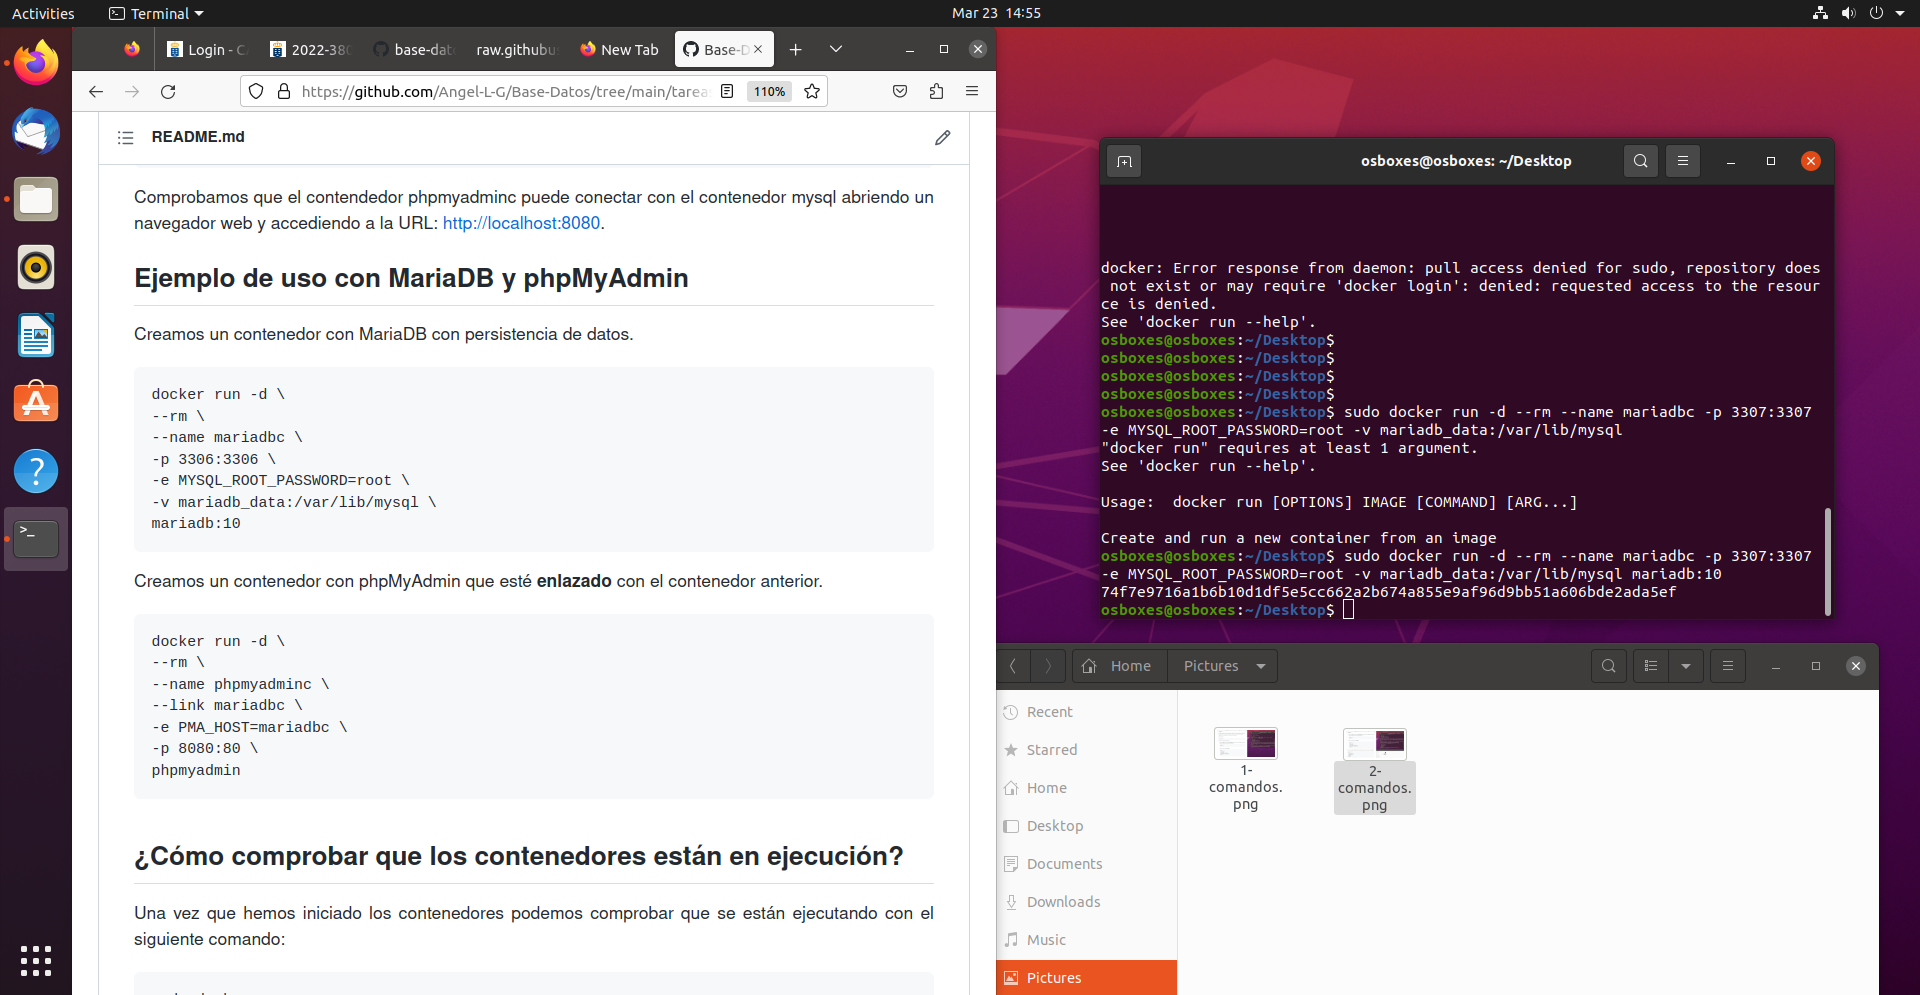 Activities
Terminal
Mar 23 14:55
Login - C
2022-380
base-dat
raw.githubu
New Tab
Base-D
https://github.com/Angel-L-G/Base-Datos/tree/main/tarea
110%
README.md
Comprobamos que el contendedor phpmyadminc puede conectar con el contenedor mysql abriendo un
navegador web y accediendo a la URL: http://localhost:8080.
Ejemplo de uso con MariaDB y phpMyAdmin
Creamos un contenedor con MariaDB con persistencia de datos.
docker run -d \
--rm \
--name mariadbc \
-p 3306:3306 \
-e MYSQL_ROOT_PASSWORD=root \
-v mariadb_data:/var/lib/mysql \
mariadb:10
Creamos un contenedor con phpMyAdmin que esté enlazado con el contenedor anterior.
docker run -d \
--rm \
--name phpmyadminc \
--link mariadbc \
-e PMA_HOST=mariadbc \
-p 8080:80 \
phpmyadmin
¿Cómo comprobar que los contenedores están en ejecución?
Una vez que hemos iniciado los contenedores podemos comprobar que se están ejecutando con el
siguiente comando:
osboxes@osboxes: ~/Desktop
docker: Error response from daemon: pull access denied for sudo, repository does
not exist or may require 'docker login': denied: requested access to the resour
ce is denied.
See 'docker run --help'.
osboxes@osboxes:~/Desktop$
osboxes@osboxes:~/Desktop$
osboxes@osboxes:~/Desktop$
osboxes@osboxes:~/Desktop$
osboxes@osboxes:~/Desktop$ sudo docker run -d --rm --name mariadbc -p 3307:3307
-e MYSQL_ROOT_PASSWORD=root -v mariadb_data:/var/lib/mysql
"docker run" requires at least 1 argument.
See 'docker run --help'.
Usage:  docker run [OPTIONS] IMAGE [COMMAND] [ARG...]
Create and run a new container from an image
osboxes@osboxes:~/Desktop$ sudo docker run -d --rm --name mariadbc -p 3307:3307
-e MYSQL_ROOT_PASSWORD=root -v mariadb_data:/var/lib/mysql mariadb:10
74f7e9716a1b6b10d1df5e5cc662a2b674a855e9af96d9bb51a606bde2ada5ef
osboxes@osboxes:~/Desktop$
Home
Pictures
Recent
Starred
Home
Desktop
Documents
Downloads
Music
Pictures
1-
comandos.
png
2-
comandos.
png